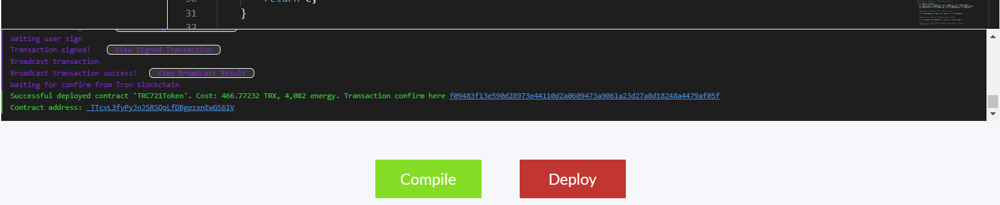 31 }
32
Waiting user sign
Transaction signed! View Signed Transaction
Broadcast transaction
Broadcast transaction success! View Broadcast Result
Waiting for confirm from Tron blockchain
Successful deployed contract 'TRC721Token'. Cost: 466.77232 TRX, 4,082 energy. Transaction confirm here f09483f13e590d28973e44110d2a0609473a9061a23d27a8d18248a4479af05f
Contract address: TTcvL3fyPyJnJSRSQoLfDBgpzxnEwGS61V
Compile Deploy